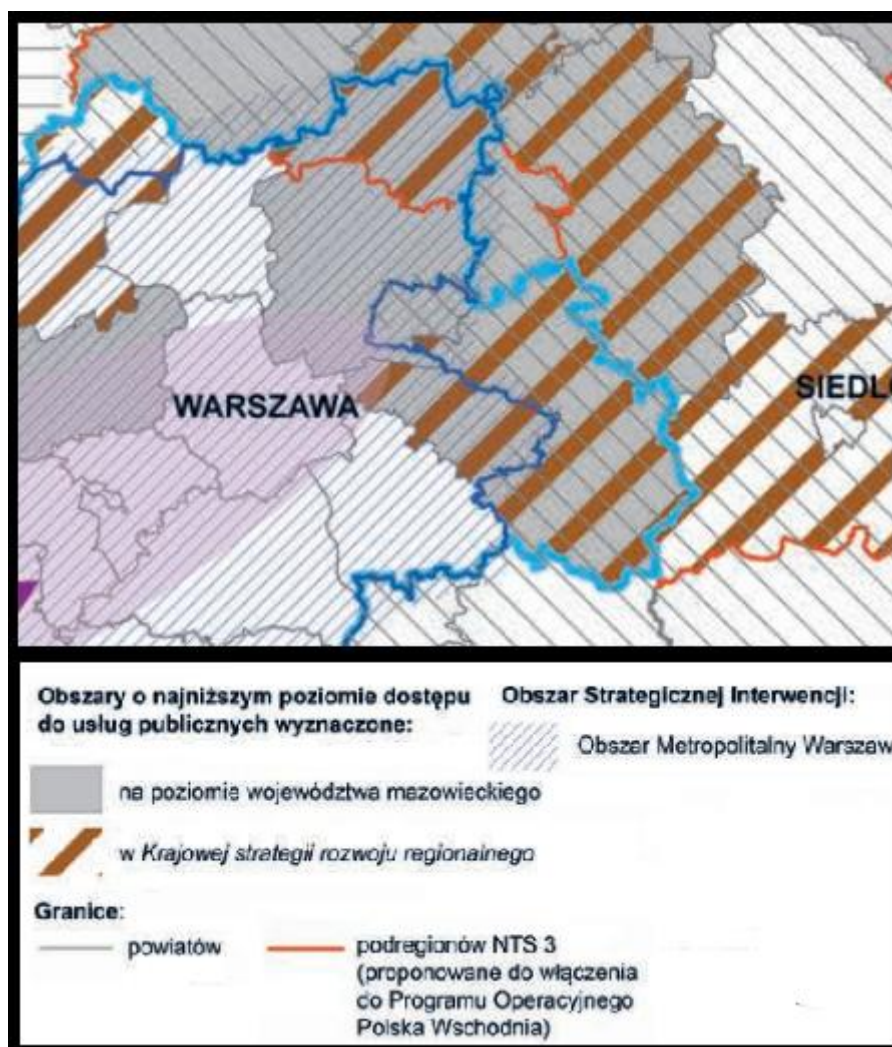 WARSZAWA
SIEDL
Obszary o najniższym poziomie dostępu
do usług publicznych wyznaczone:
na poziomie województwa mazowieckiego
w Krajowej strategii rozwoju regionalnego
Granice:
powiatów
podregionów NTS 3
(proponowane do włączenia
do Programu Operacyjnego
Polska Wschodnia)
Obszar Strategicznej Interwencji:
Obszar Metropolitalny Warszaw